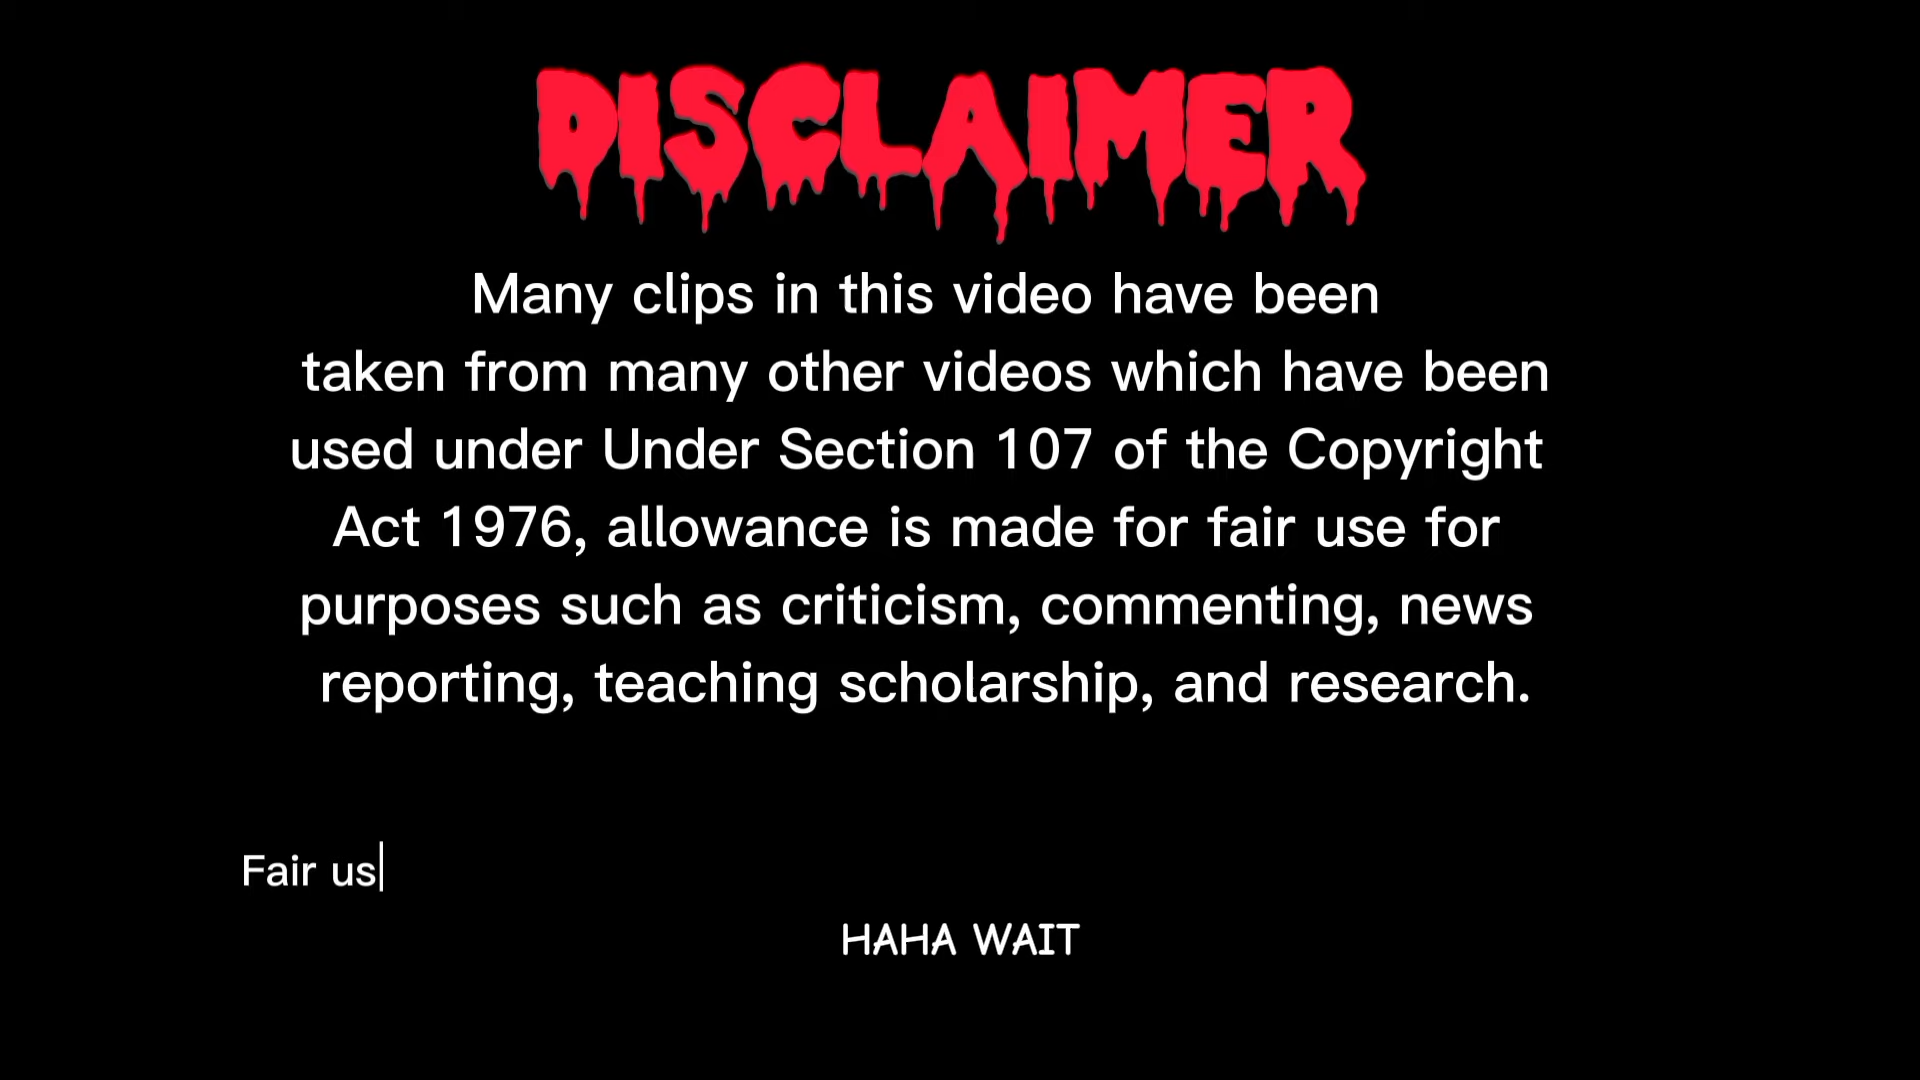 DISCLAIMER
Many clips in this video have been
taken from many other videos which have been
used under Under Section 107 of the Copyright
Act 1976, allowance is made for fair use for
purposes such as criticism, commenting, news
reporting, teaching scholarship, and research.
Fair us
HAHA WAIT